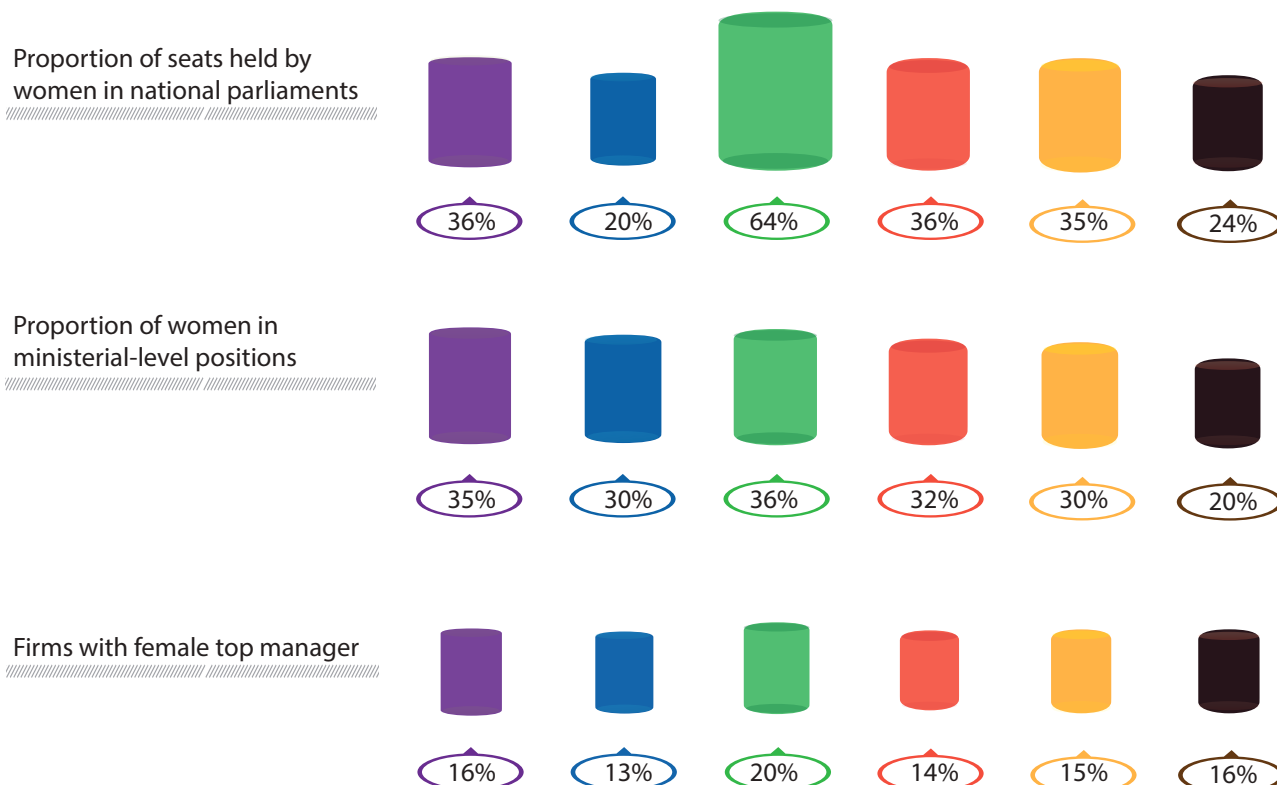 Proportion of seats held by
women in national parliaments
36% 20% 64% 36% 35% 24%
Proportion of women in
ministerial-level positions
35% 30% 36% 32% 30% 20%
Firms with female top manager
16% 13% 20% 14% 15% 16%